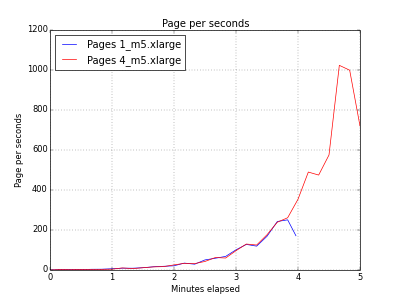 Page per seconds
1200
1000
800
600
400
200
0
Page per seconds
Pages 1_m5.xlarge
Pages 4_m5.xlarge
0 1 2 3 4 5
Minutes elapsed